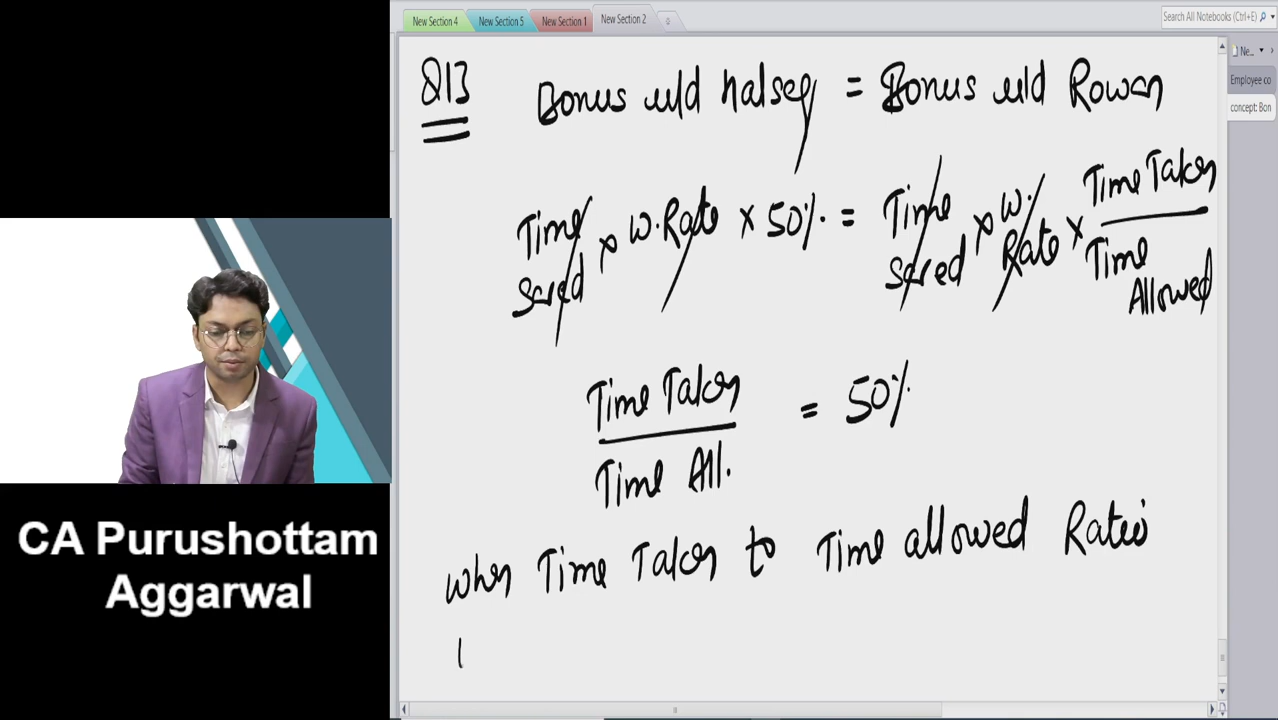 New Section 4 New Section 5 New Section 1 New Section 2
Search All Notebooks (Ctrl+E)
Ne...
Employee co
concept: Bon
Q13 Bonus u/d halsey = Bonus u/d Rowan
Time saved × w.Rate × 50% = Time saved × w. Rate × Time Taken / Time Allowed
Time Taken / Time All. = 50%
when Time Taken to Time allowed Ratio
CA Purushottam
Aggarwal